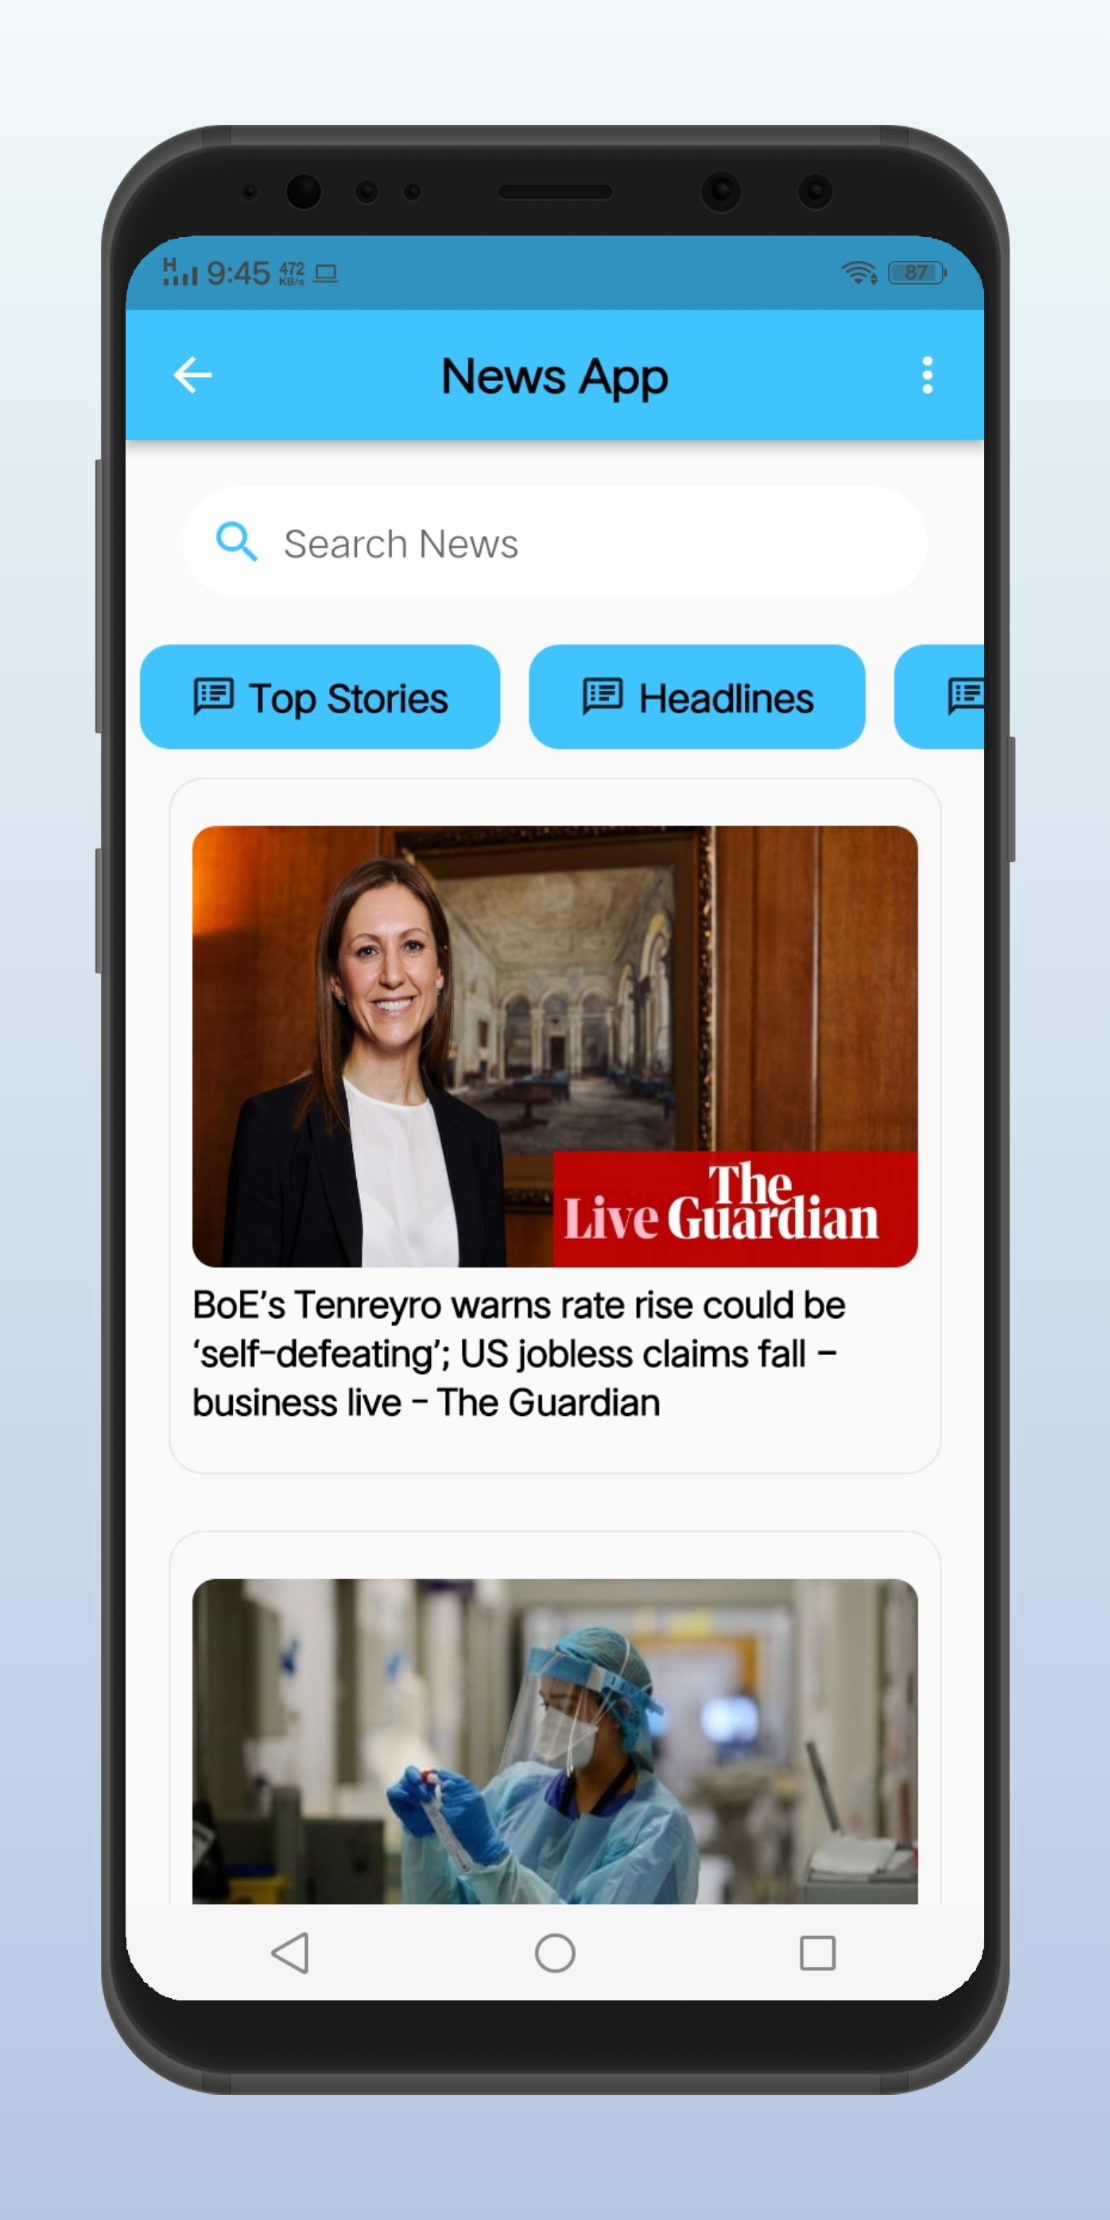 H 9:45 472 KB/s 87
News App
Search News
Top Stories Headlines
The
Live Guardian
BoE’s Tenreyro warns rate rise could be
‘self-defeating’; US jobless claims fall –
business live - The Guardian